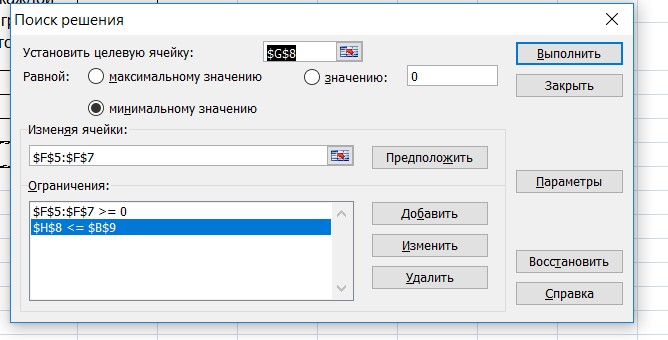 каждой
Поиск решения
Установить целевую ячейку: $G$8
Выполнить
Равной: максимальному значению значению: 0
Закрыть
минимальному значению
Изменяя ячейки:
$F$5:$F$7
Предположить
Ограничения:
Параметры
$F$5:$F$7 >= 0
Добавить
$H$8 <= $B$9
Изменить
Восстановить
Удалить
Справка